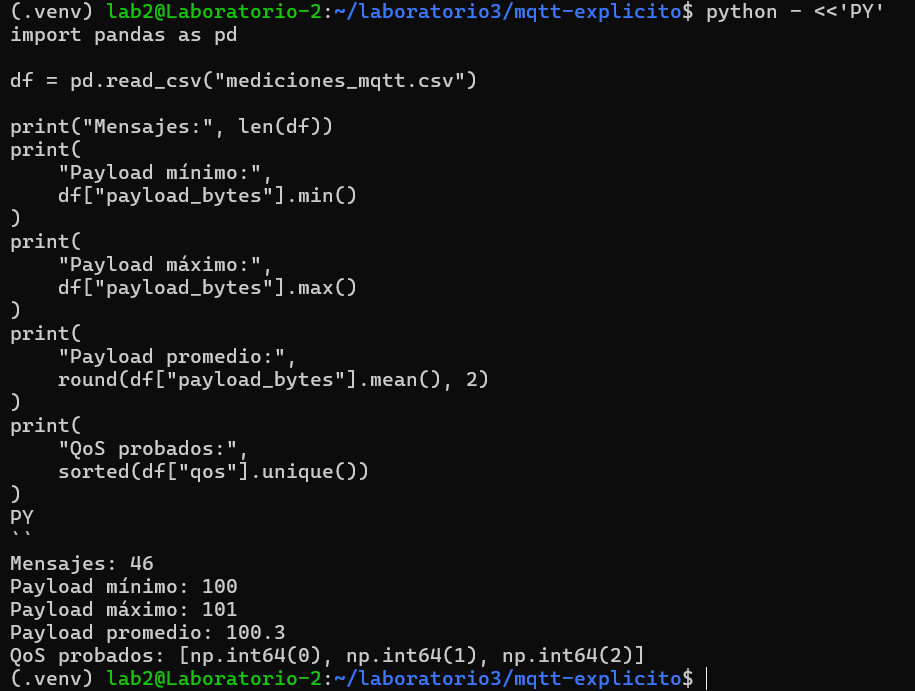 (.venv) lab2@Laboratorio-2:~/laboratorio3/mqtt-explicito$ python - <<'PY'
import pandas as pd

df = pd.read_csv("mediciones_mqtt.csv")

print("Mensajes:", len(df))
print(
    "Payload mínimo:",
    df["payload_bytes"].min()
)
print(
    "Payload máximo:",
    df["payload_bytes"].max()
)
print(
    "Payload promedio:",
    round(df["payload_bytes"].mean(), 2)
)
print(
    "QoS probados:",
    sorted(df["qos"].unique())
)
PY
``
Mensajes: 46
Payload mínimo: 100
Payload máximo: 101
Payload promedio: 100.3
QoS probados: [np.int64(0), np.int64(1), np.int64(2)]
(.venv) lab2@Laboratorio-2:~/laboratorio3/mqtt-explicito$